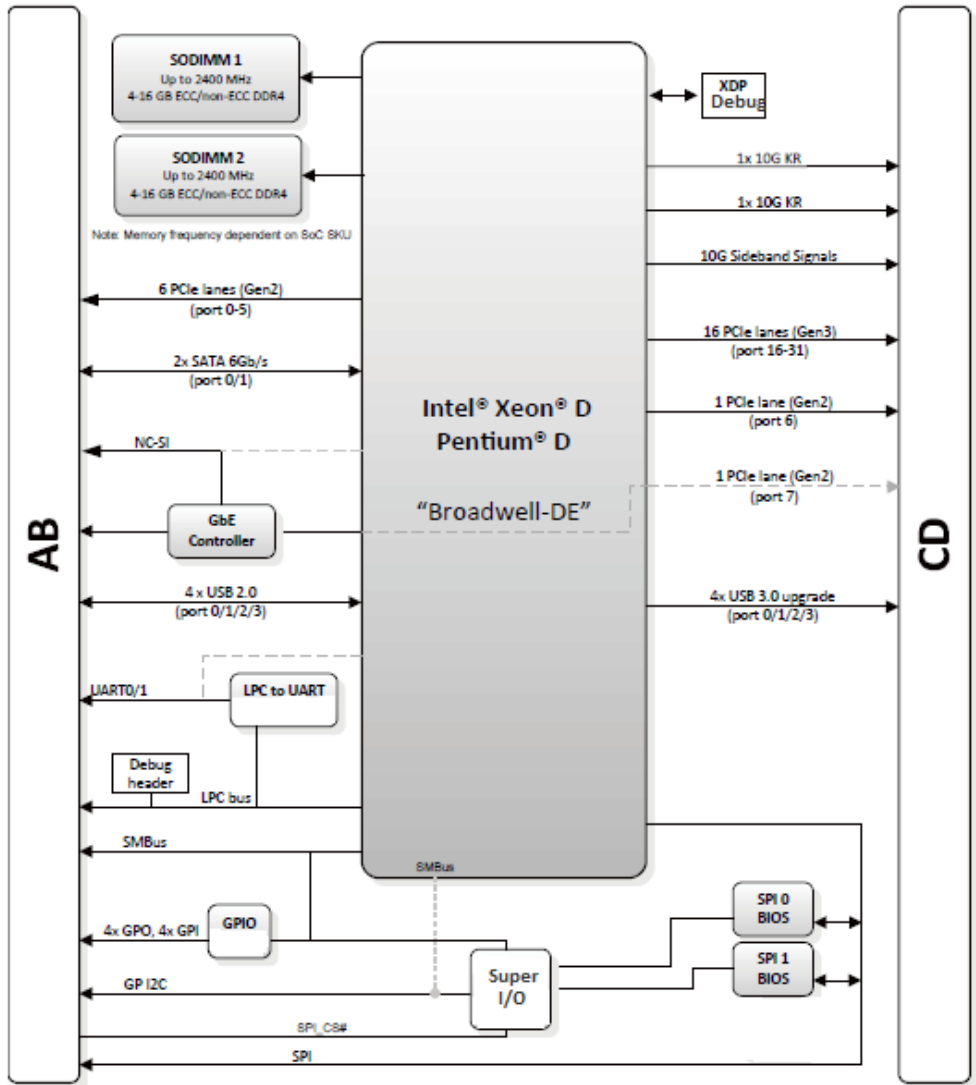 SODIMM 1
Up to 2400 MHz
4-16 GB ECC/non-ECC DDR4
SODIMM 2
Up to 2400 MHz
4-16 GB ECC/non-ECC DDR4
Note: Memory frequency dependent on SoC SKU
6 PCIe lanes (Gen2)
(port 0-5)
2x SATA 6Gb/s
(port 0/1)
NC-SI
GbE
Controller
4 x USB 2.0
(port 0/1/2/3)
UART0/1
LPC to UART
Debug
header
LPC bus
SMBus
4x GPO, 4x GPI
GPIO
GP I2C
SPI_CS#
SPI
AB
Intel® Xeon® D
Pentium® D
"Broadwell-DE"
SMBus
Super
I/O
XDP
Debug
1x 10G KR
1x 10G KR
10G Sideband Signals
16 PCIe lanes (Gen3)
(port 16-31)
1 PCIe lane (Gen2)
(port 6)
1 PCIe lane (Gen2)
(port 7)
4x USB 3.0 upgrade
(port 0/1/2/3)
SPI 0
BIOS
SPI 1
BIOS
CD